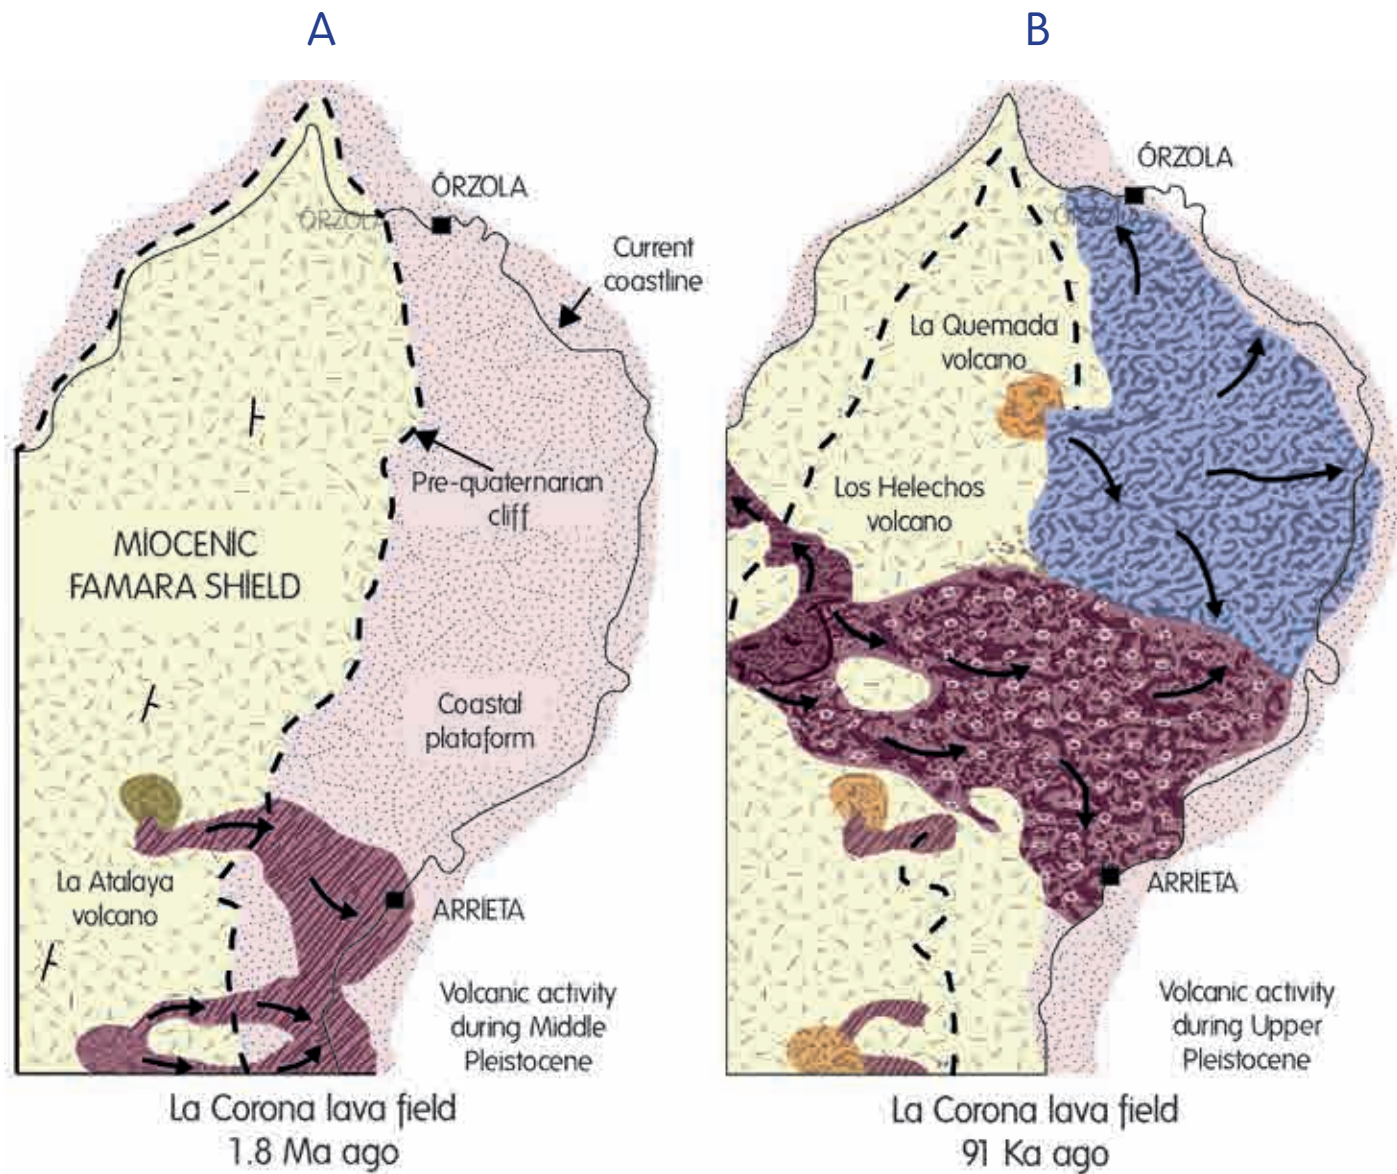 A
ÓRZOLA
ÓRZOLA
Current
coastline
Pre-quaternarian
cliff
MIOCENIC
FAMARA SHIELD
Coastal
plataform
La Atalaya
volcano
ARRIETA
Volcanic activity
during Middle
Pleistocene
La Corona lava field
1.8 Ma ago
B
ÓRZOLA
ÓRZOLA
La Quemada
volcano
Los Helechos
volcano
ARRIETA
Volcanic activity
during Upper
Pleistocene
La Corona lava field
91 Ka ago